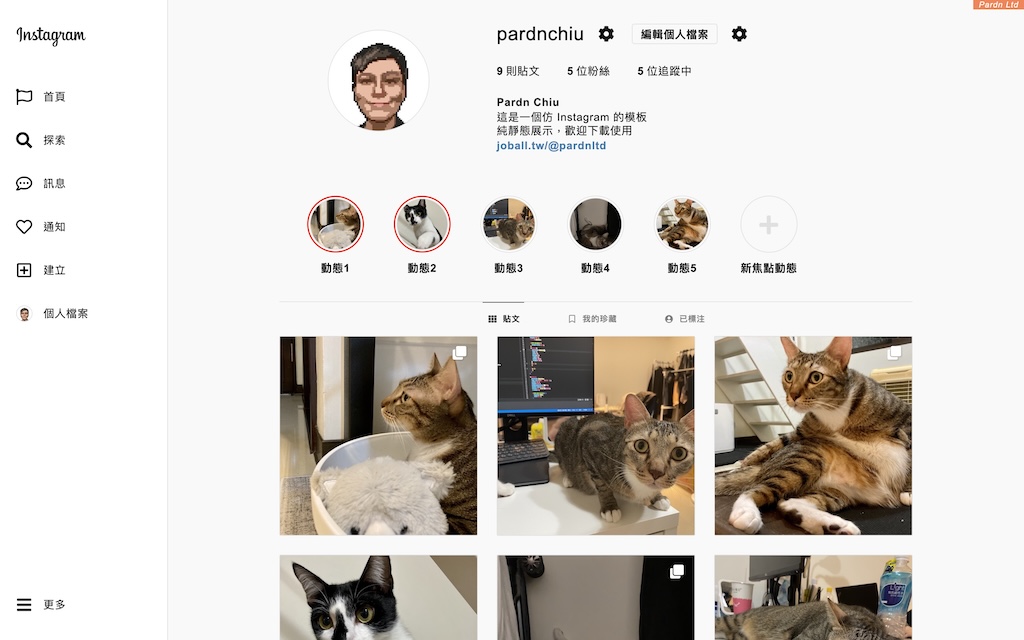 Pardn Ltd
Instagram
首頁
探索
訊息
通知
建立
個人檔案
更多
pardnchiu
編輯個人檔案
9 則貼文 5 位粉絲 5 位追蹤中
Pardn Chiu
這是一個仿 Instagram 的模板
純靜態展示，歡迎下載使用
joball.tw/@pardnltd
動態1 動態2 動態3 動態4 動態5 新焦點動態
貼文 我的珍藏 已標注